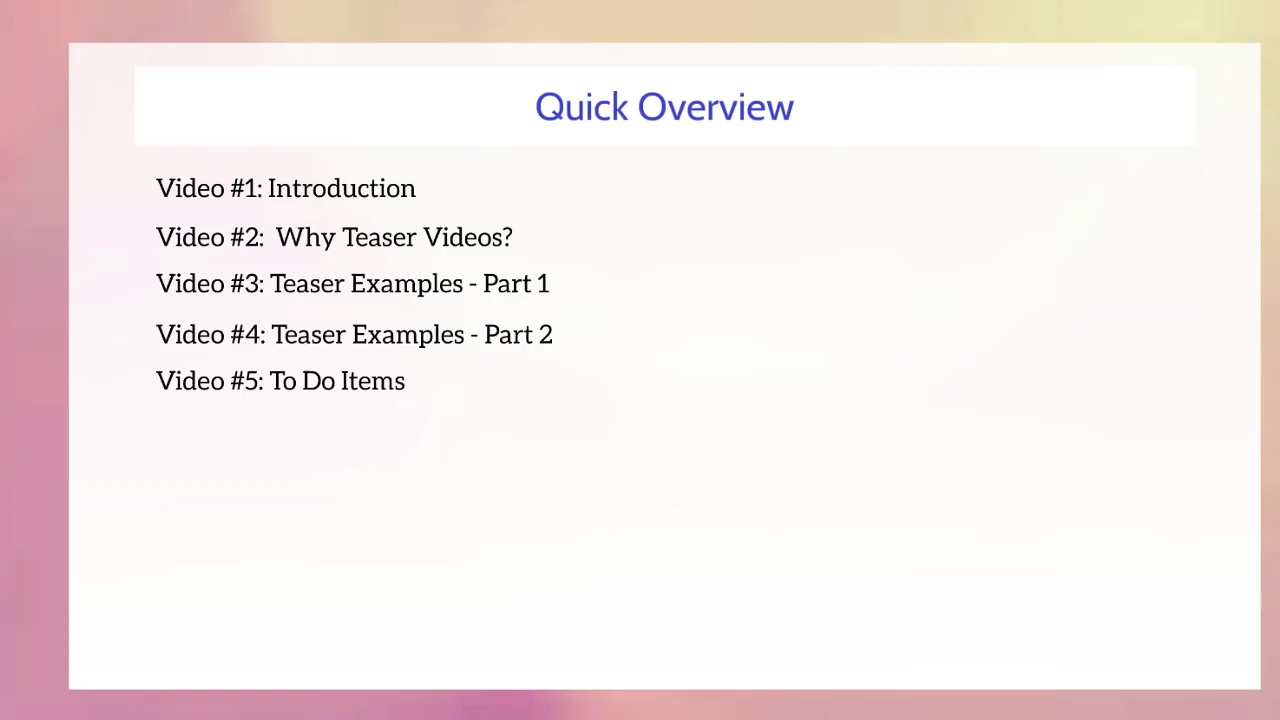 Quick Overview
Video #1: Introduction
Video #2: Why Teaser Videos?
Video #3: Teaser Examples - Part 1
Video #4: Teaser Examples - Part 2
Video #5: To Do Items